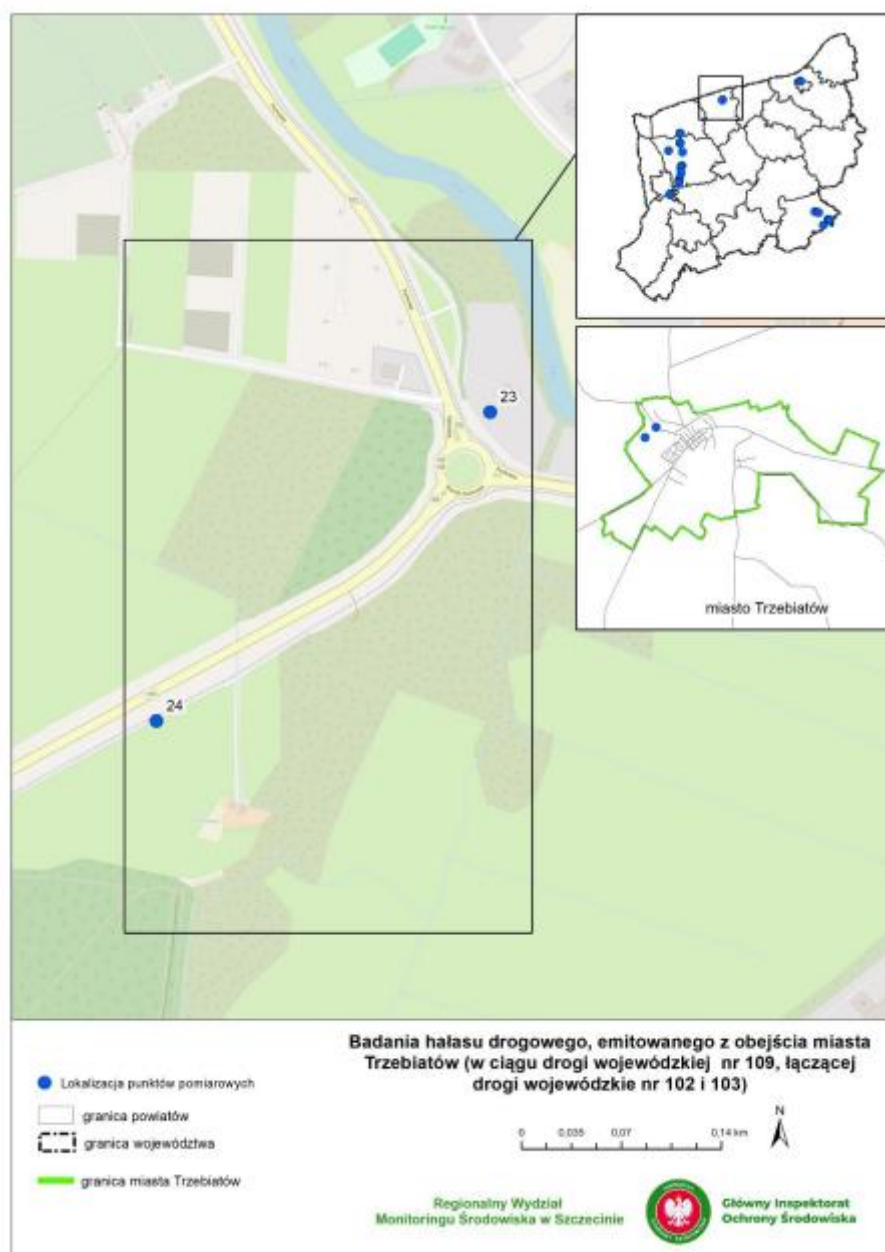 23
24
miasto Trzebiatów
Badania hałasu drogowego, emitowanego z obejścia miasta
Trzebiatów (w ciągu drogi wojewódzkiej nr 109, łączącej
drogi wojewódzkie nr 102 i 103)
Lokalizacja punktów pomiarowych
granica powiatów
granica województwa
granica miasta Trzebiatów
0 0,035 0,07 0,14 km
N
Regionalny Wydział
Monitoringu Środowiska w Szczecinie
Główny Inspektorat
Ochrony Środowiska